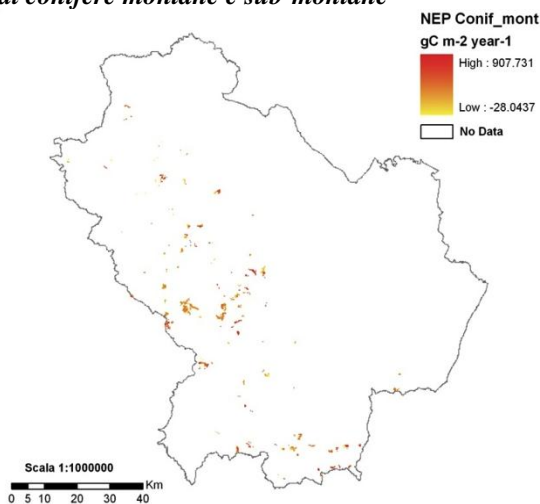 di conifere montane e sub-montane
NEP Conif_mont
gC m-2 year-1
High : 907.731
Low : -28.0437
No Data
Scala 1:1000000
Km
0 5 10 20 30 40